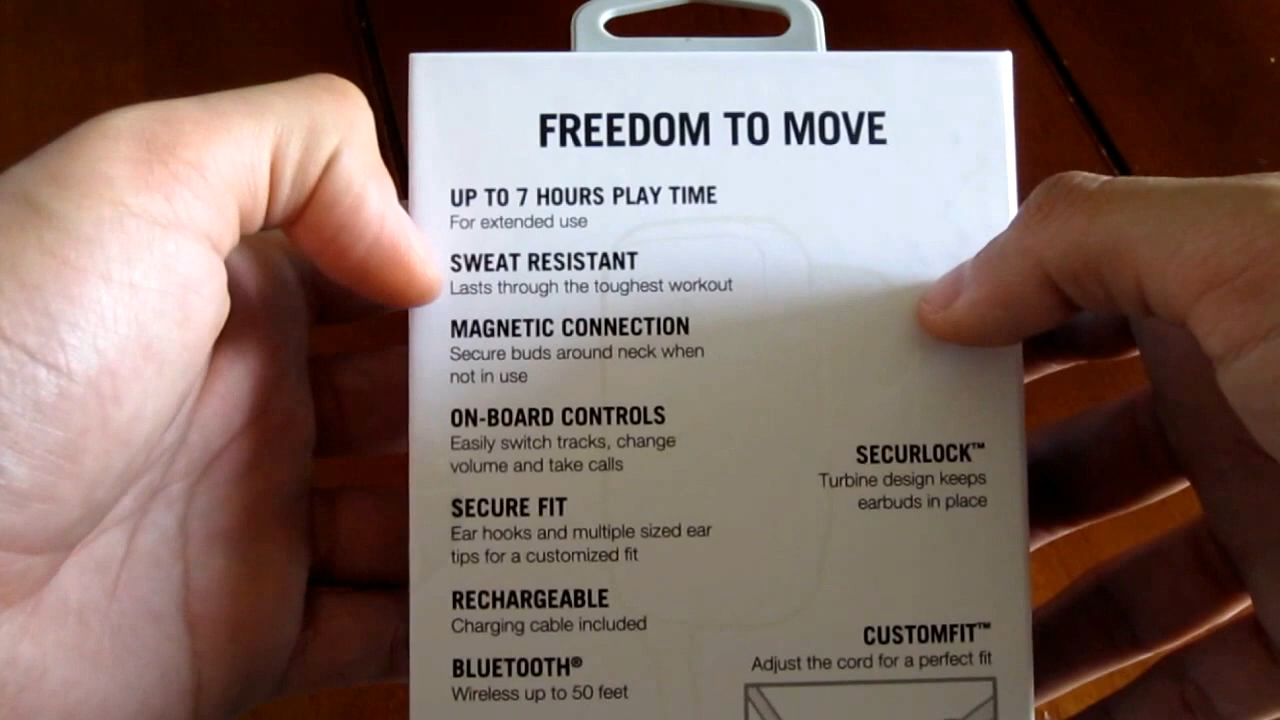 FREEDOM TO MOVE
UP TO 7 HOURS PLAY TIME
For extended use
SWEAT RESISTANT
Lasts through the toughest workout
MAGNETIC CONNECTION
Secure buds around neck when
not in use
ON-BOARD CONTROLS
Easily switch tracks, change
volume and take calls
SECURE FIT
Ear hooks and multiple sized ear
tips for a customized fit
RECHARGEABLE
Charging cable included
BLUETOOTH®
Wireless up to 50 feet
SECURLOCK™
Turbine design keeps
earbuds in place
CUSTOMFIT™
Adjust the cord for a perfect fit